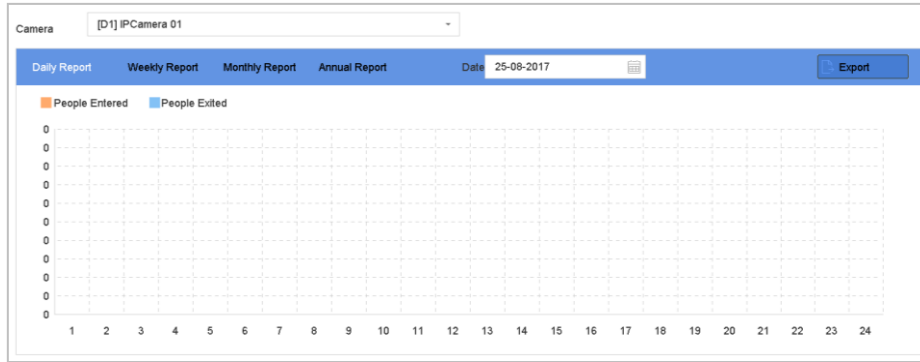 Camera [D1] IPCamera 01
Daily Report Weekly Report Monthly Report Annual Report Date 25-08-2017 Export
People Entered People Exited
0
0
0
0
0
0
0
0
0
0
0
1 2 3 4 5 6 7 8 9 10 11 12 13 14 15 16 17 18 19 20 21 22 23 24